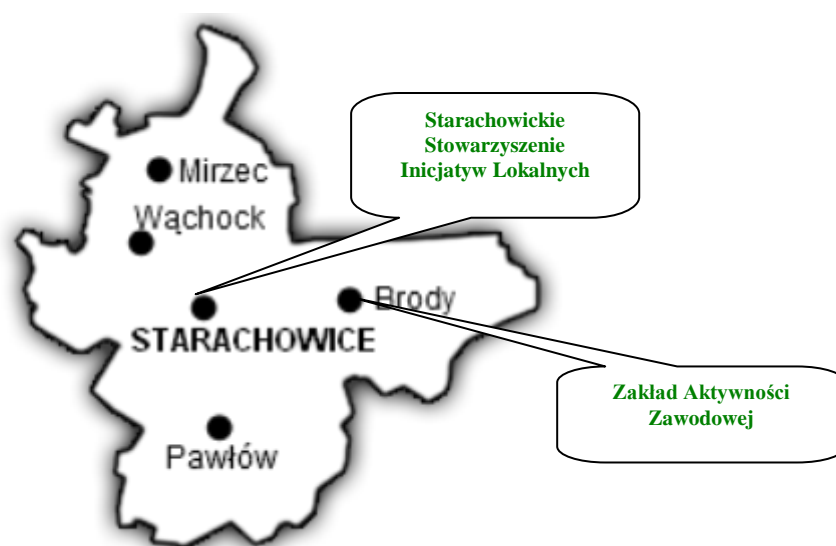 Starachowickie
Stowarzyszenie
Inicjatyw Lokalnych
Mirzec
Wąchock
Brody
STARACHOWICE
Zakład Aktywności
Zawodowej
Pawłów